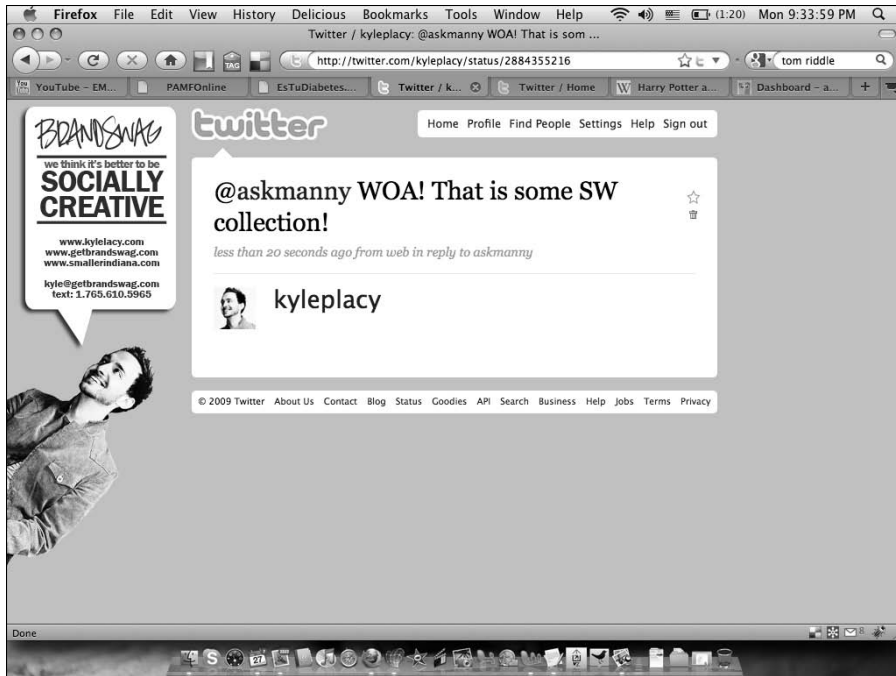 Firefox File Edit View History Delicious Bookmarks Tools Window Help (1:20) Mon 9:33:59 PM
Twitter / kyleplacy: @askmanny WOA! That is som ...
http://twitter.com/kyleplacy/status/2884355216 tom riddle
YouTube – EM... PAMFOnline EsTuDiabetes.... Twitter / k... Twitter / Home Harry Potter a... Dashboard – a...
BRANDSWAG
we think it's better to be
SOCIALLY
CREATIVE
www.kylelacy.com
www.getbrandswag.com
www.smallerindiana.com
kyle@getbrandswag.com
text: 1.765.610.5965
twitter
Home Profile Find People Settings Help Sign out
@askmanny WOA! That is some SW
collection!
less than 20 seconds ago from web in reply to askmanny
kyleplacy
© 2009 Twitter About Us Contact Blog Status Goodies API Search Business Help Jobs Terms Privacy
Done 8
27